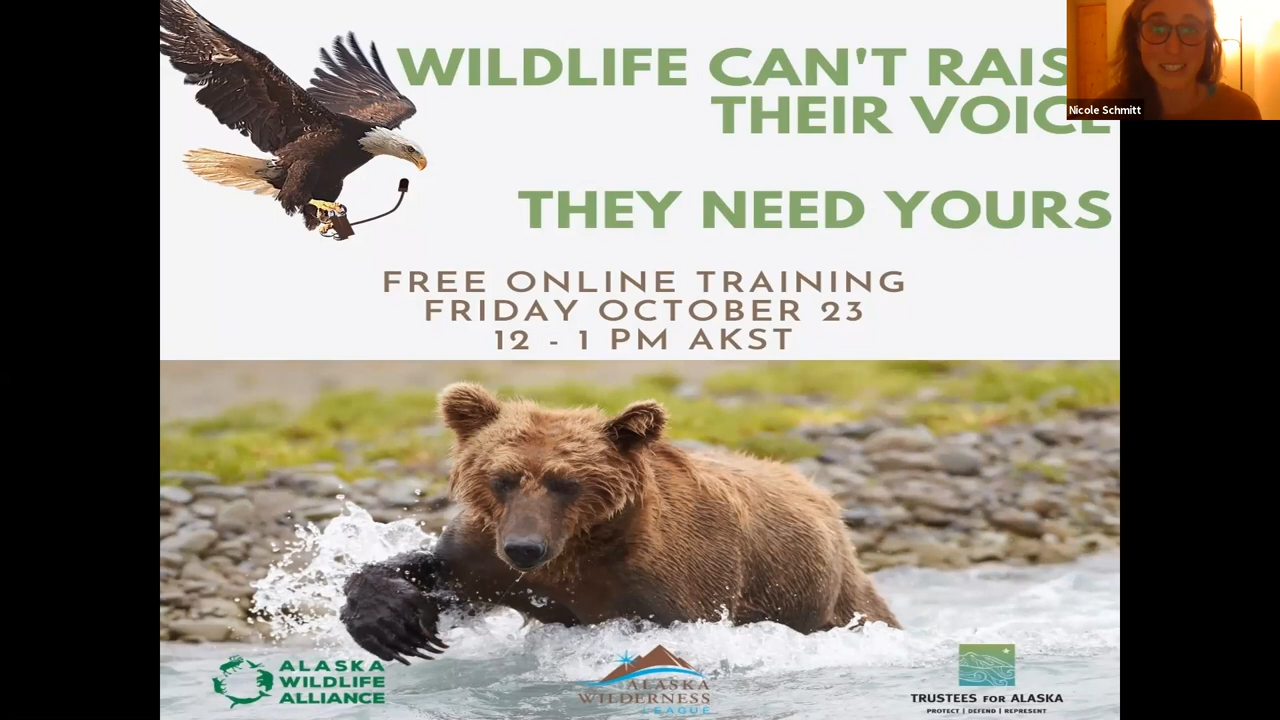 WILDLIFE CAN'T RAIS
THEIR VOICE
Nicole Schmitt
THEY NEED YOURS
FREE ONLINE TRAINING
FRIDAY OCTOBER 23
12 - 1 PM AKST
ALASKA
WILDLIFE
ALLIANCE
ALASKA
WILDERNESS
LEAGUE
TRUSTEES FOR ALASKA
PROTECT | DEFEND | REPRESENT